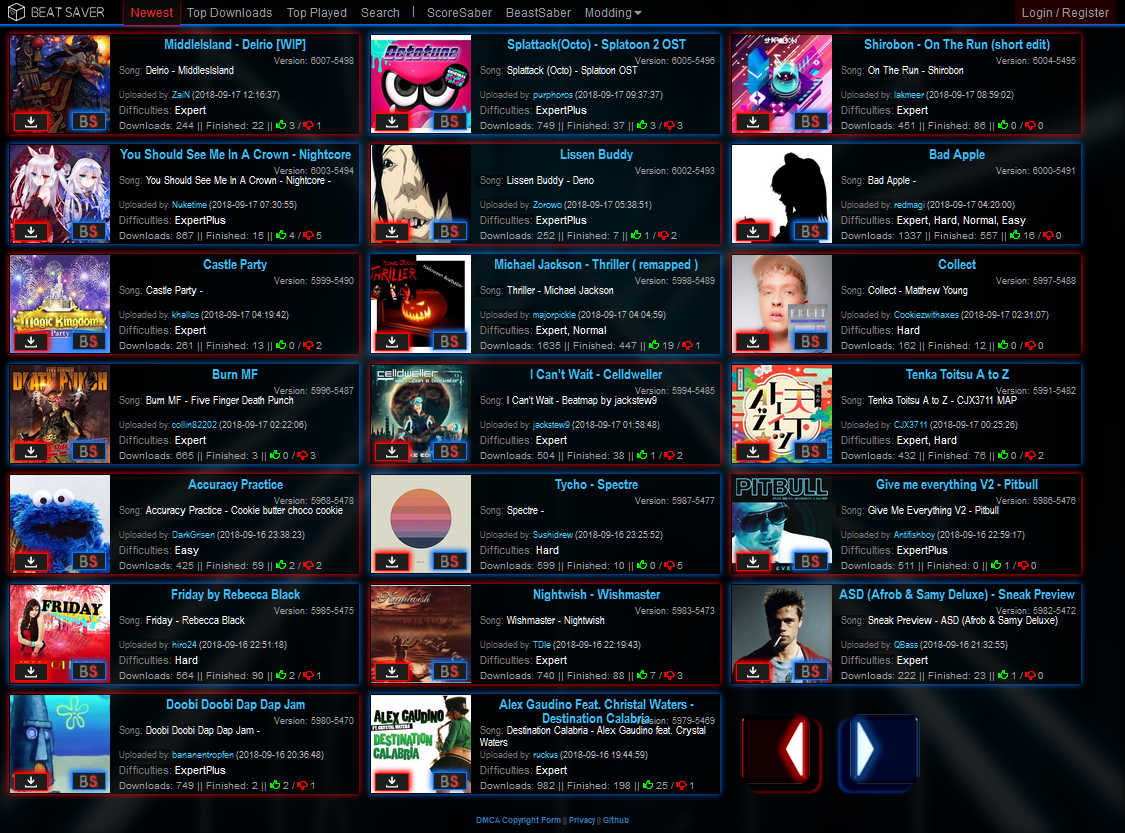 BEAT SAVER Newest Top Downloads Top Played Search | ScoreSaber BeastSaber Modding Login / Register
MiddleIsland - Delrio [WIP]
Version: 6007-5498
Song: Delrio - MiddlesIsland
Uploaded by: ZaiN (2018-09-17 12:16:37)
Difficulties: Expert
Downloads: 244 || Finished: 22 || 3 / 1
BS
Octotune
Splattack(Octo) - Splatoon 2 OST
Version: 6005-5496
Song: Splattack (Octo) - Splatoon OST
Uploaded by: purphoros (2018-09-17 09:37:37)
Difficulties: ExpertPlus
Downloads: 749 || Finished: 37 || 3 / 3
BS
SHIROBON
Shirobon - On The Run (short edit)
Version: 6004-5495
Song: On The Run - Shirobon
Uploaded by: lakmeer (2018-09-17 08:59:02)
Difficulties: Expert
Downloads: 451 || Finished: 86 || 0 / 0
BS
You Should See Me In A Crown - Nightcore
Version: 6003-5494
Song: You Should See Me In A Crown - Nightcore -
Uploaded by: Nuketime (2018-09-17 07:30:55)
Difficulties: ExpertPlus
Downloads: 867 || Finished: 15 || 4 / 5
BS
Lissen Buddy
Version: 6002-5493
Song: Lissen Buddy - Deno
Uploaded by: Zorowo (2018-09-17 05:38:51)
Difficulties: ExpertPlus
Downloads: 252 || Finished: 7 || 1 / 2
BS
Bad Apple
Version: 6000-5491
Song: Bad Apple -
Uploaded by: redmagi (2018-09-17 04:20:00)
Difficulties: Expert, Hard, Normal, Easy
Downloads: 1337 || Finished: 557 || 16 / 0
BS
Castle Party
Version: 5999-5490
Song: Castle Party -
Uploaded by: khallos (2018-09-17 04:19:42)
Difficulties: Expert
Downloads: 261 || Finished: 13 || 0 / 2
Magic Kingdom
Party
BS
THRILLER
Michael Jackson - Thriller ( remapped )
Version: 5998-5489
Song: Thriller - Michael Jackson
Uploaded by: majorpickle (2018-09-17 04:04:59)
Difficulties: Expert, Normal
Downloads: 1635 || Finished: 447 || 19 / 1
BS
Collect
Version: 5997-5488
Song: Collect - Matthew Young
Uploaded by: Cookiezwithaxes (2018-09-17 02:31:07)
Difficulties: Hard
Downloads: 162 || Finished: 12 || 0 / 0
FRUIT
BS
DEATH PUNCH
Burn MF
Version: 5996-5487
Song: Burn MF - Five Finger Death Punch
Uploaded by: collin82202 (2018-09-17 02:22:06)
Difficulties: Expert
Downloads: 665 || Finished: 3 || 0 / 3
BS
celldweller
I Can't Wait - Celldweller
Version: 5994-5485
Song: I Can't Wait - Beatmap by jackstew9
Uploaded by: jackstew9 (2018-09-17 01:58:48)
Difficulties: Expert
Downloads: 504 || Finished: 38 || 1 / 2
BS
Tenka Toitsu A to Z
Version: 5991-5482
Song: Tenka Toitsu A to Z - CJX3711 MAP
Uploaded by: CJX3711 (2018-09-17 00:25:26)
Difficulties: Expert, Hard
Downloads: 432 || Finished: 76 || 0 / 2
BS
Accuracy Practice
Version: 5968-5478
Song: Accuracy Practice - Cookie butter choco cookie
Uploaded by: DarkGrisen (2018-09-16 23:38:23)
Difficulties: Easy
Downloads: 425 || Finished: 59 || 2 / 2
BS
Tycho - Spectre
Version: 5987-5477
Song: Spectre -
Uploaded by: Sushidrew (2018-09-16 23:25:52)
Difficulties: Hard
Downloads: 599 || Finished: 10 || 0 / 5
BS
PITBULL
Give me everything V2 - Pitbull
Version: 5986-5476
Song: Give Me Everything V2 - Pitbull
Uploaded by: Antifishboy (2018-09-16 22:59:17)
Difficulties: ExpertPlus
Downloads: 511 || Finished: 0 || 1 / 0
BS
FRIDAY
Friday by Rebecca Black
Version: 5985-5475
Song: Friday - Rebecca Black
Uploaded by: hiro24 (2018-09-16 22:51:18)
Difficulties: Hard
Downloads: 564 || Finished: 90 || 2 / 1
BS
Nightwish
Nightwish - Wishmaster
Version: 5983-5473
Song: Wishmaster - Nightwish
Uploaded by: TDle (2018-09-16 22:19:43)
Difficulties: Expert
Downloads: 740 || Finished: 88 || 7 / 3
BS
ASD (Afrob & Samy Deluxe) - Sneak Preview
Version: 5982-5472
Song: Sneak Preview - ASD (Afrob & Samy Deluxe)
Uploaded by: QBass (2018-09-16 21:32:55)
Difficulties: Expert
Downloads: 222 || Finished: 23 || 1 / 0
BS
Doobi Doobi Dap Dap Jam
Version: 5980-5470
Song: Doobi Doobi Dap Dap Jam -
Uploaded by: bananentropfen (2018-09-16 20:36:48)
Difficulties: ExpertPlus
Downloads: 749 || Finished: 2 || 2 / 1
BS
ALEX GAUDINO
DESTINATION
CALABRIA
Alex Gaudino Feat. Christal Waters -
Destination Calabria
Version: 5979-5469
Song: Destination Calabria - Alex Gaudino feat. Crystal
Waters
Uploaded by: ruckus (2018-09-16 19:44:59)
Difficulties: Expert
Downloads: 982 || Finished: 198 || 25 / 1
BS
DMCA Copyright Form || Privacy || Github